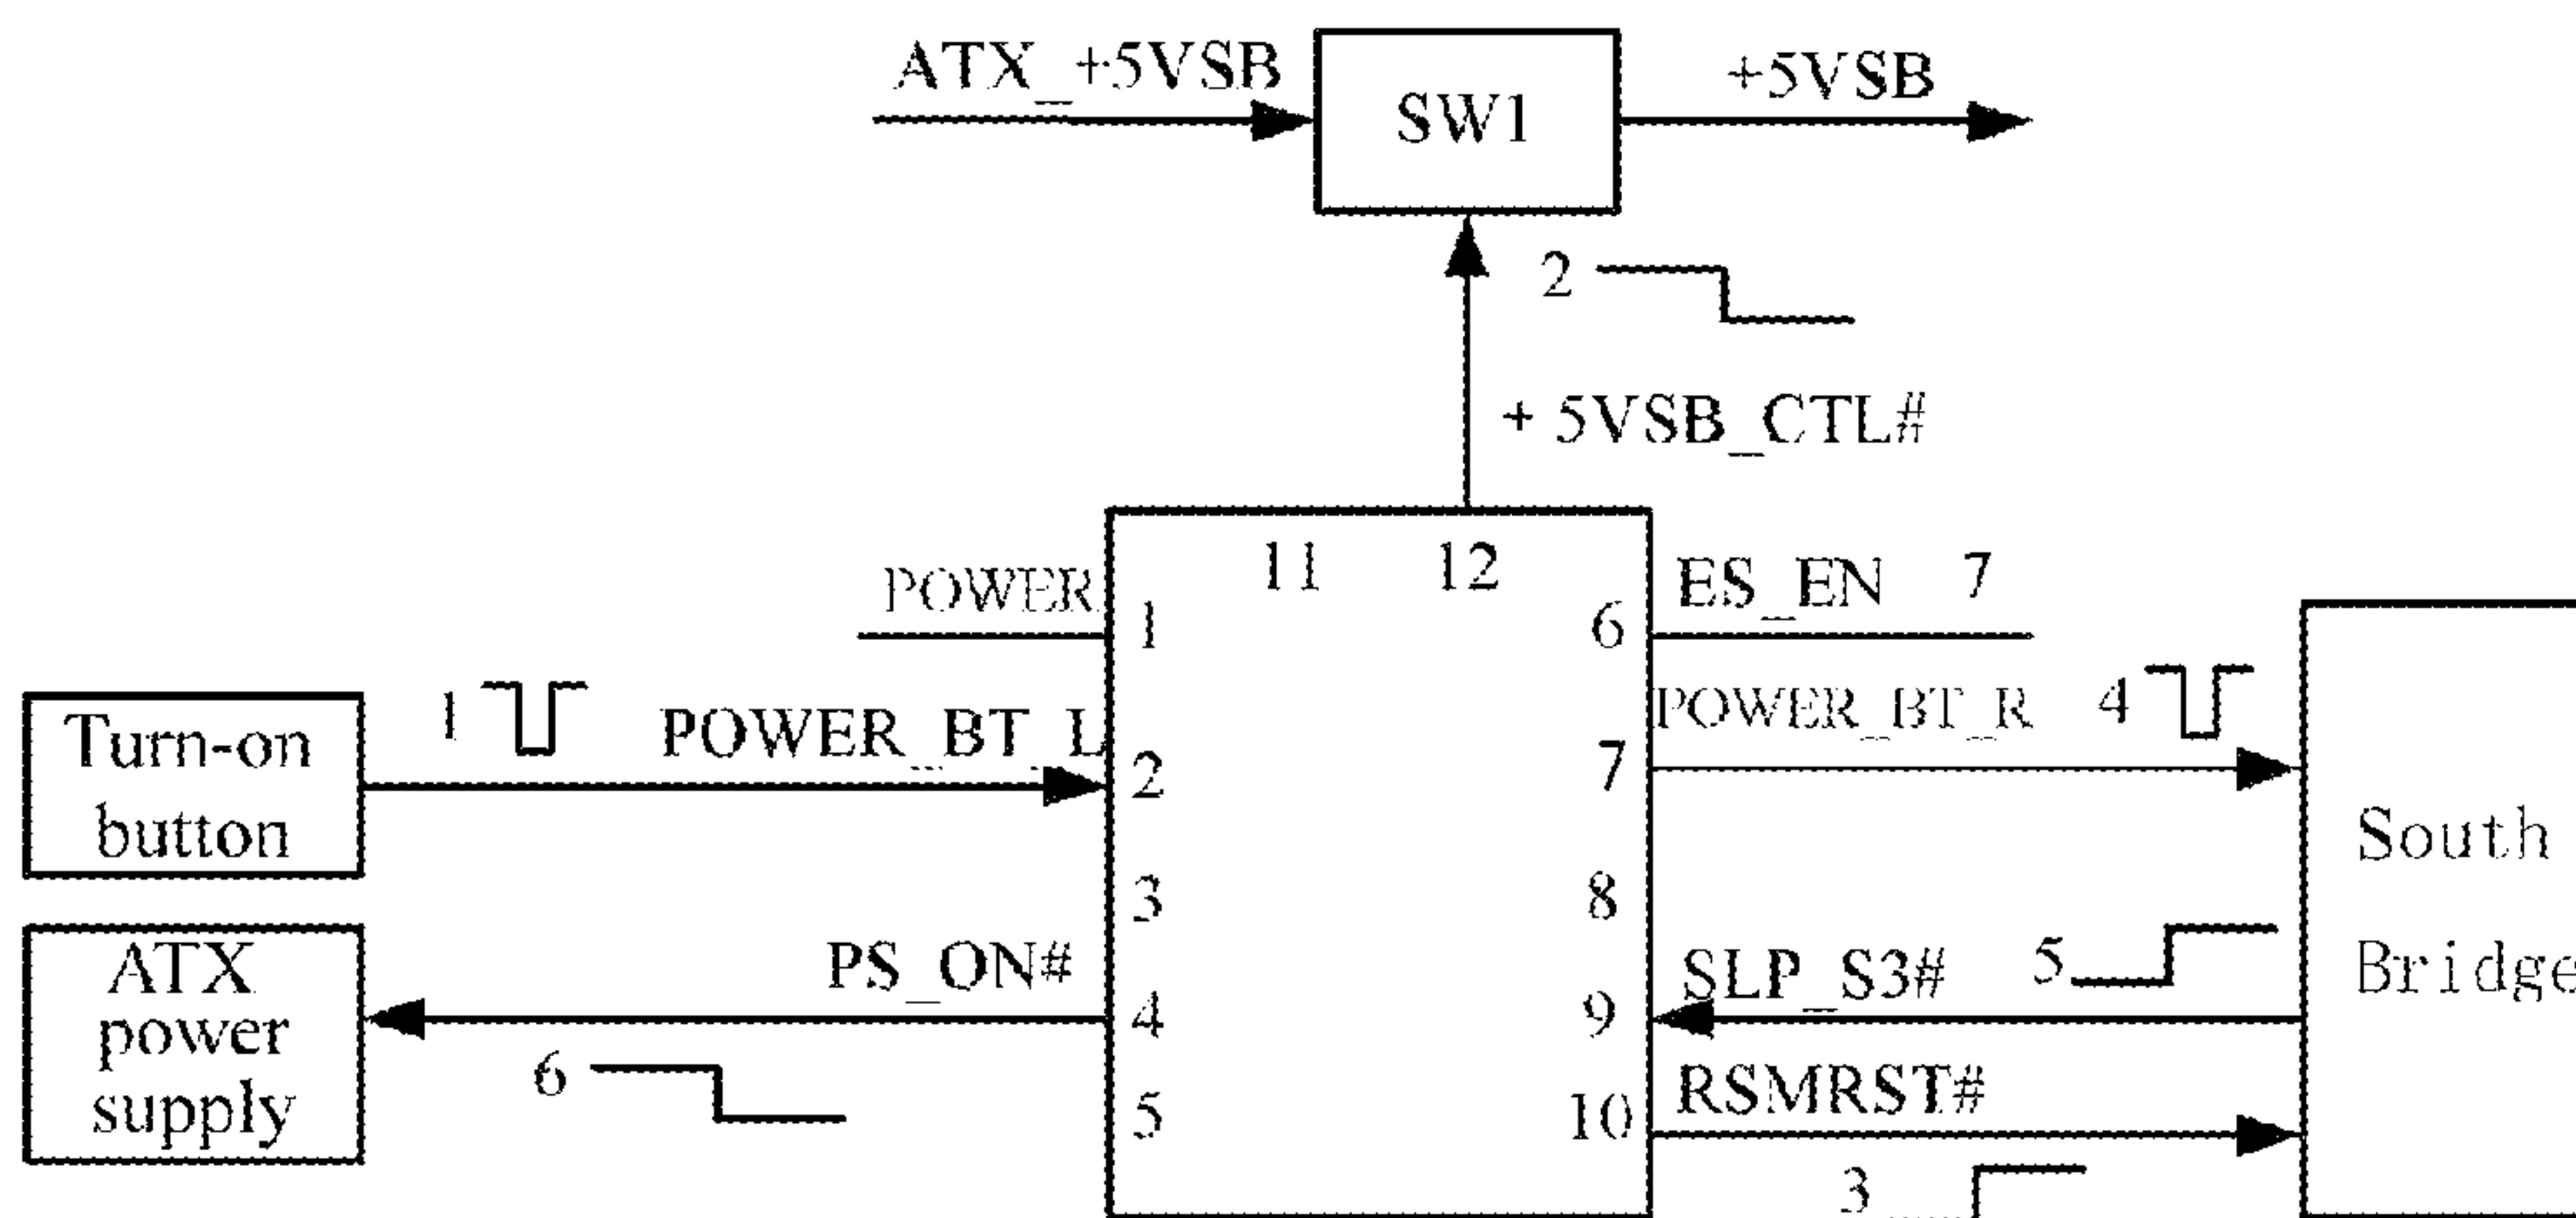 ATX_+5VSB
SW1
+5VSB
2
+ 5VSB_CTL#
11
12
POWER
1
ES_EN
7
6
Turn-on
button
1
POWER_BT_L
2
POWER_BT_R
4
7
3
8
South
Bridge
ATX
power
supply
PS_ON#
4
6
5
SLP_S3#
5
9
RSMRST#
10
3